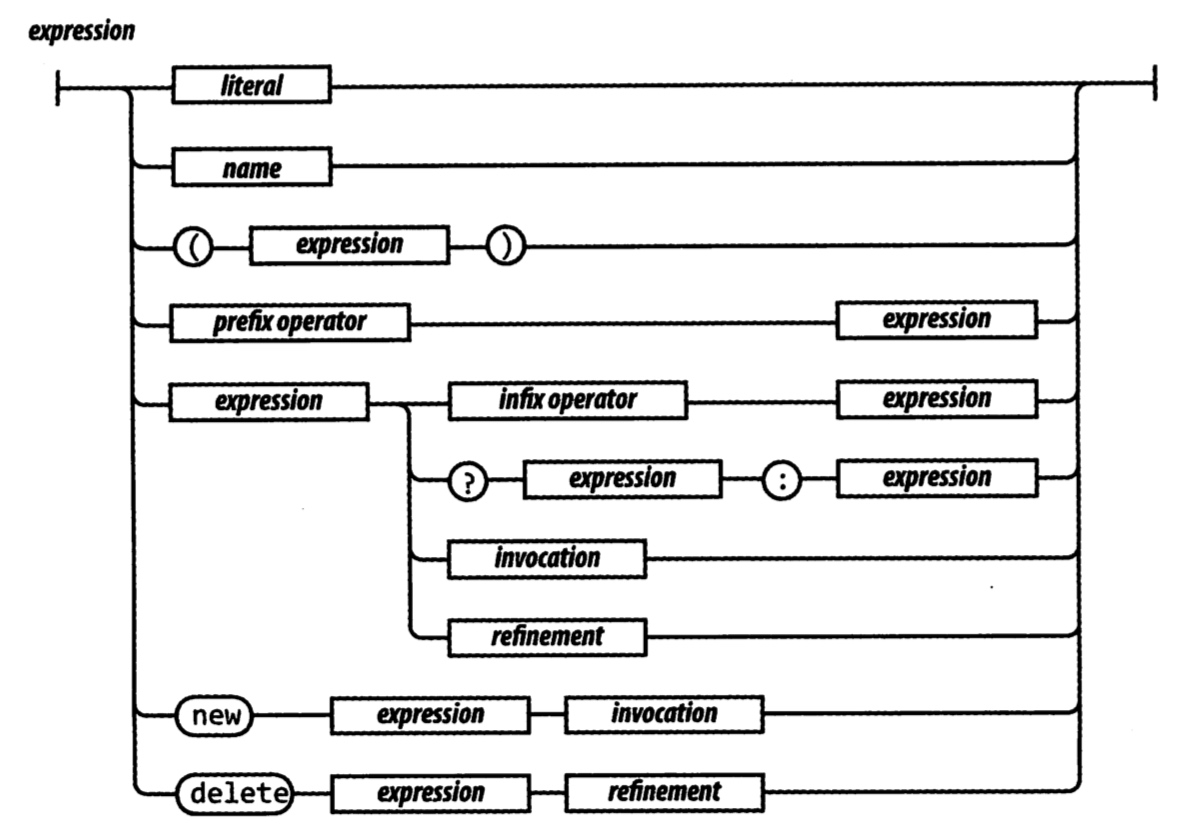 expression
literal
name
( expression )
prefix operator expression
expression infix operator expression
? expression : expression
invocation
refinement
new expression invocation
delete expression refinement